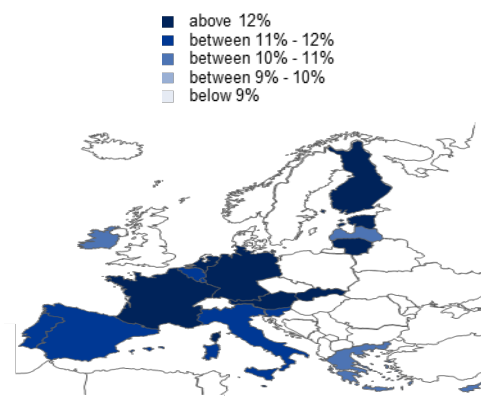 above 12%
between 11% - 12%
between 10% - 11%
between 9% - 10%
below 9%